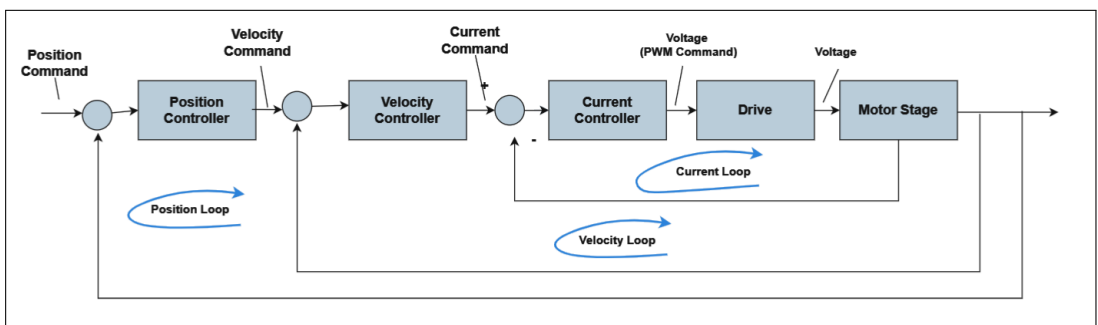 Position
Command
Velocity
Command
Current
Command
Voltage
(PWM Command)
Voltage
+
Position
Controller
Velocity
Controller
Current
Controller
Drive
Motor Stage
-
Current Loop
Position Loop
Velocity Loop